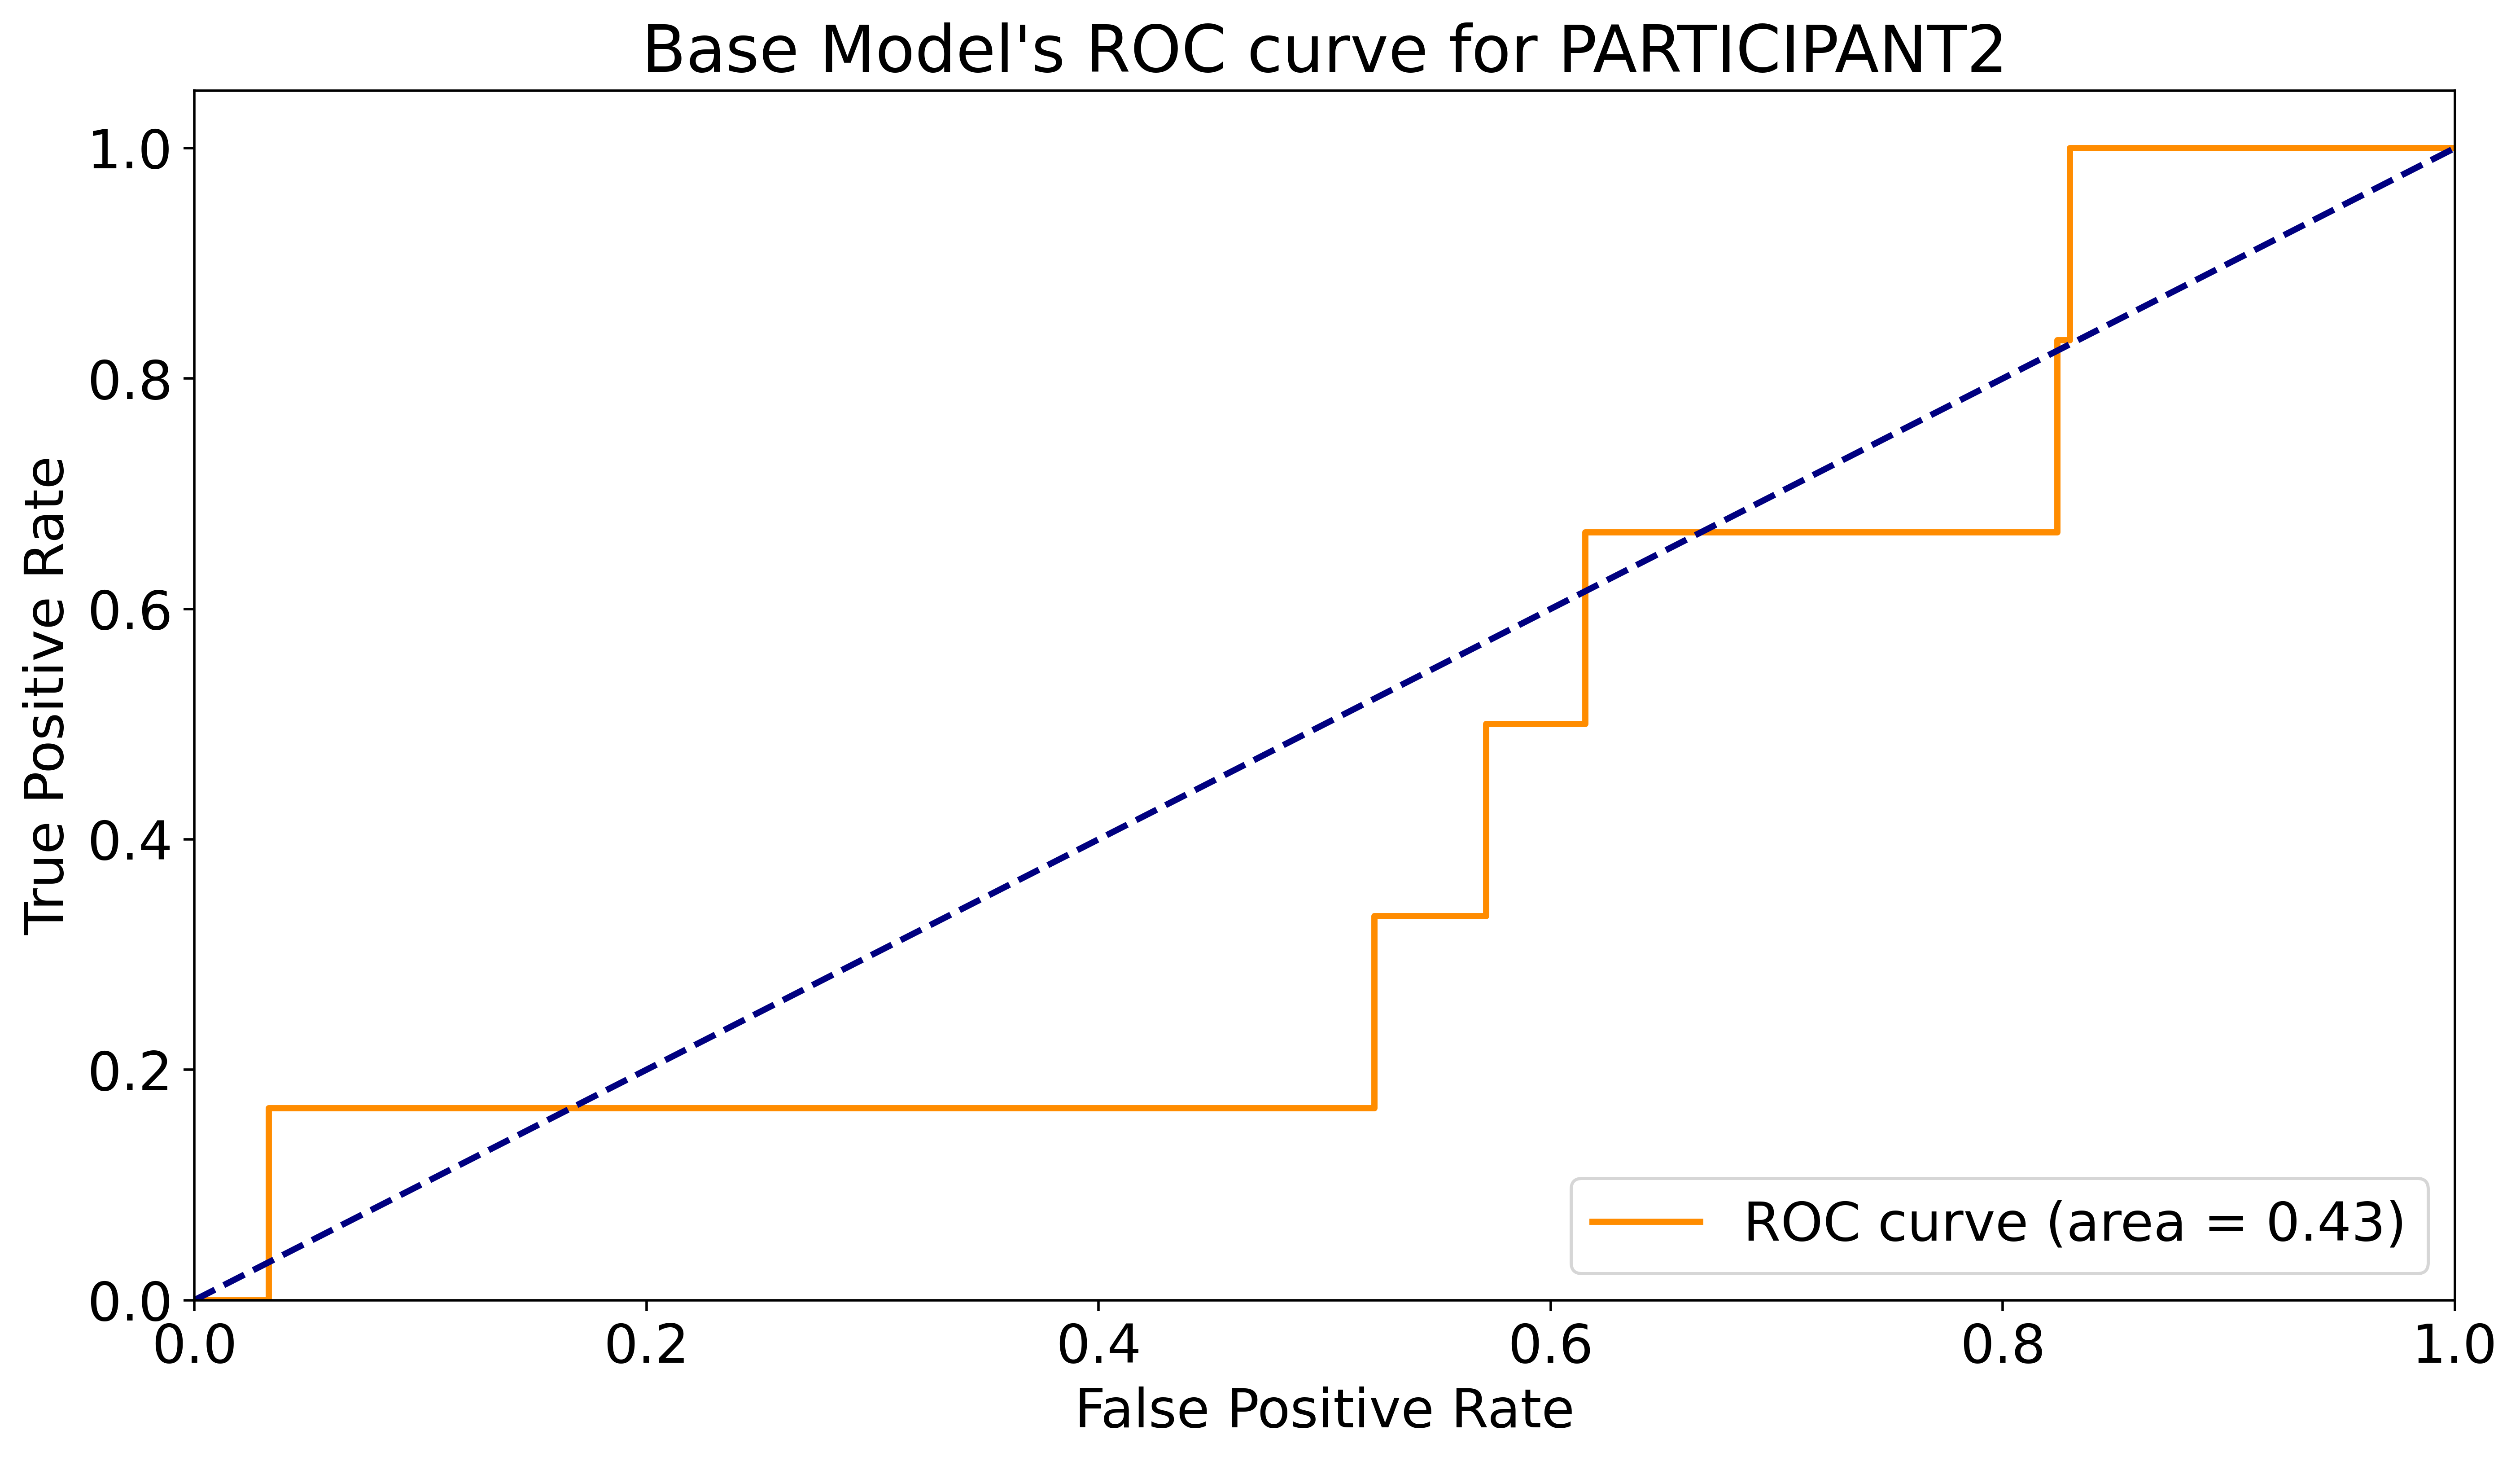 Base Model's ROC curve for PARTICIPANT2
True Positive Rate
1.0
0.8
0.6
0.4
0.2
0.0
ROC curve (area = 0.43)
0.0 0.2 0.4 0.6 0.8 1.0
False Positive Rate